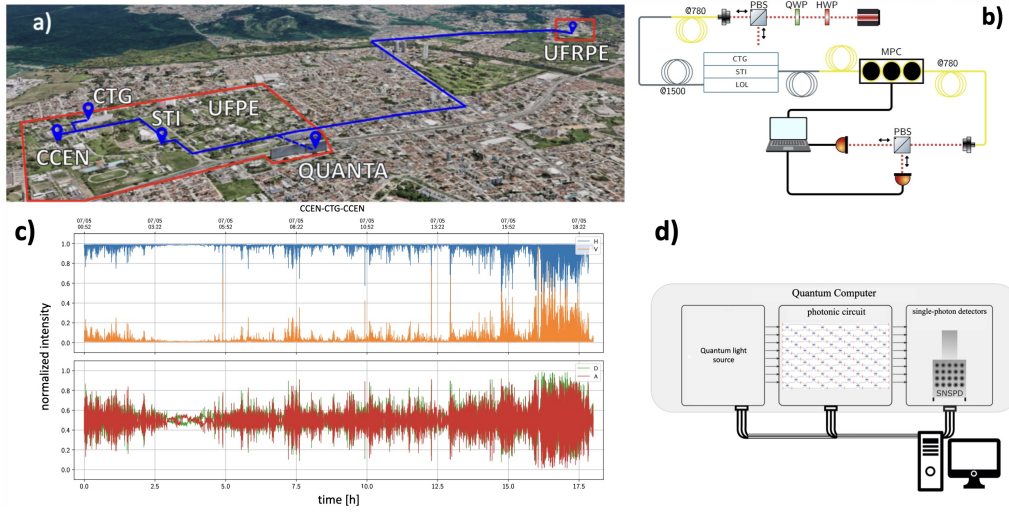 a)
UFRPE
CTG
UFPE
STI
CCEN
QUANTA
b)
@780
PBS
QWP
HWP
CTG
STI
LOL
@1500
MPC
@780
PBS
c)
CCEN-CTG-CCEN
07/05 07/05 07/05 07/05 07/05 07/05 07/05 07/05
00:52 03:22 05:52 08:22 10:52 13:22 15:52 18:22
1.0
0.8
0.6
0.4
0.2
0.0
H
V
normalized intensity
1.0
0.8
0.6
0.4
0.2
0.0
D
A
0.0 2.5 5.0 7.5 10.0 12.5 15.0 17.5
time [h]
d)
Quantum Computer
photonic circuit
single-photon detectors
Quantum light
source
SNSPD